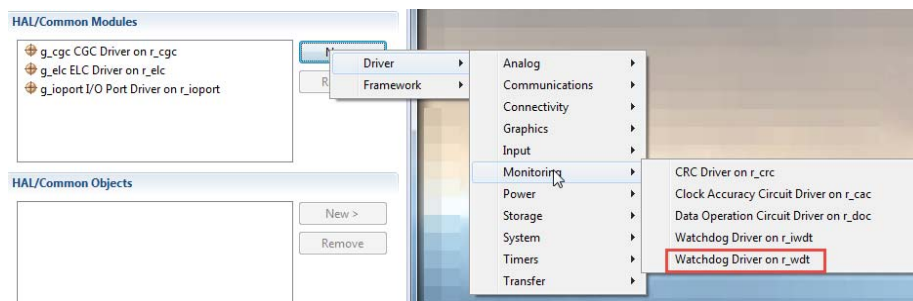 HAL/Common Modules
g_cgc CGC Driver on r_cgc
g_elc ELC Driver on r_elc
g_ioport I/O Port Driver on r_ioport
Driver
Framework
Analog
Communications
Connectivity
Graphics
Input
Monitoring
Power
Storage
System
Timers
Transfer
CRC Driver on r_crc
Clock Accuracy Circuit Driver on r_cac
Data Operation Circuit Driver on r_doc
Watchdog Driver on r_iwdt
Watchdog Driver on r_wdt
HAL/Common Objects
New >
Remove